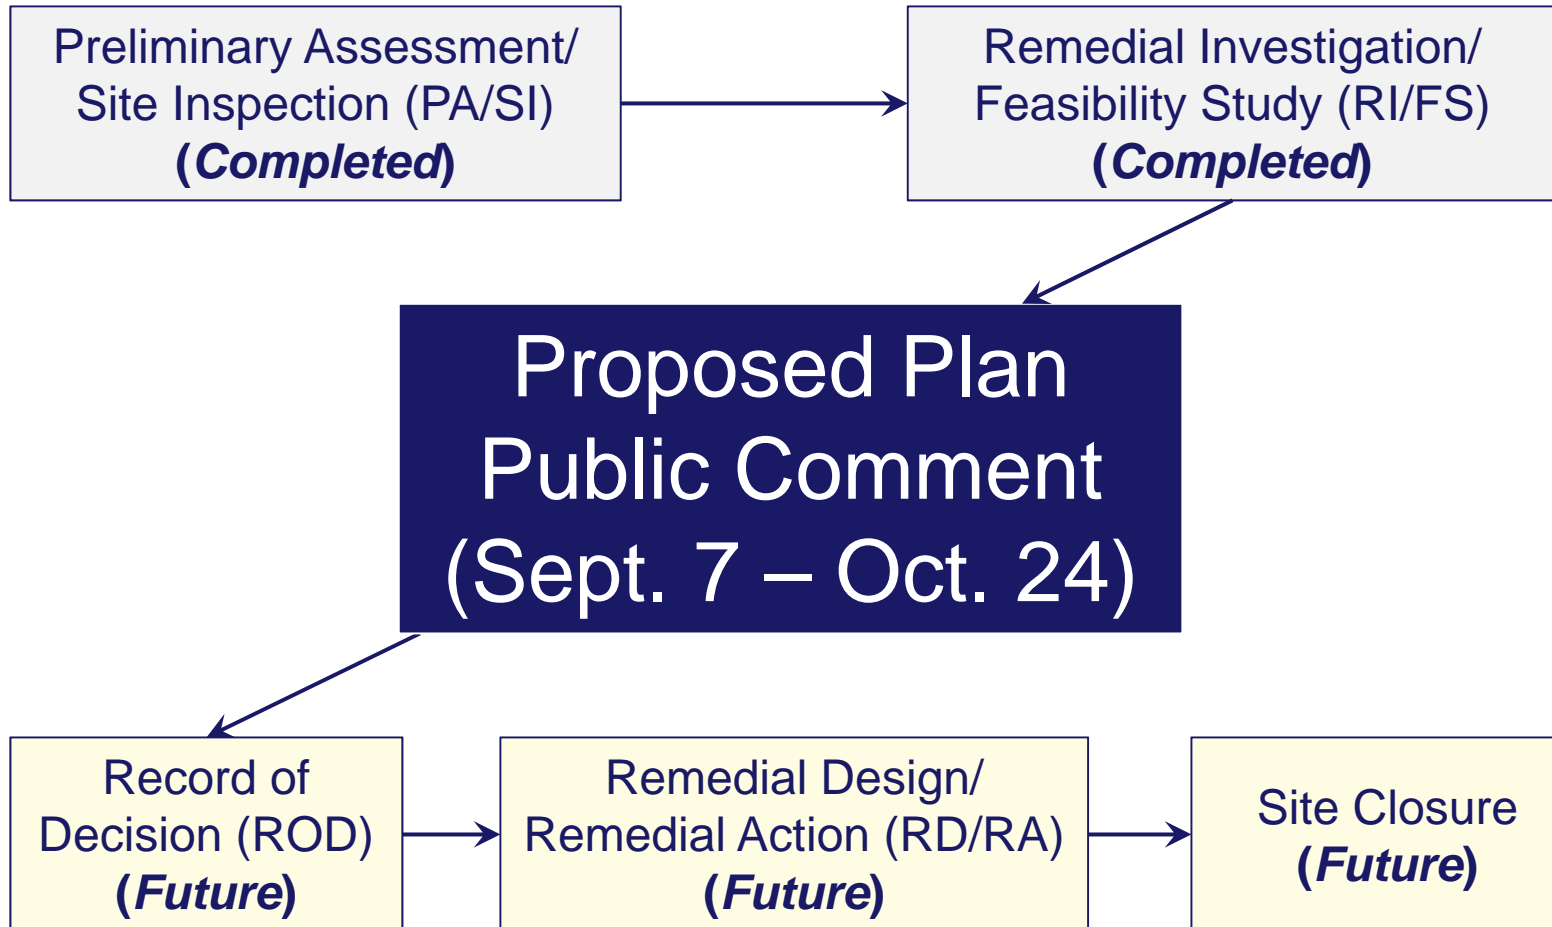 Preliminary Assessment/
Site Inspection (PA/SI)
(Completed)
Remedial Investigation/
Feasibility Study (RI/FS)
(Completed)
Proposed Plan
Public Comment
(Sept. 7 – Oct. 24)
Record of
Decision (ROD)
(Future)
Remedial Design/
Remedial Action (RD/RA)
(Future)
Site Closure
(Future)